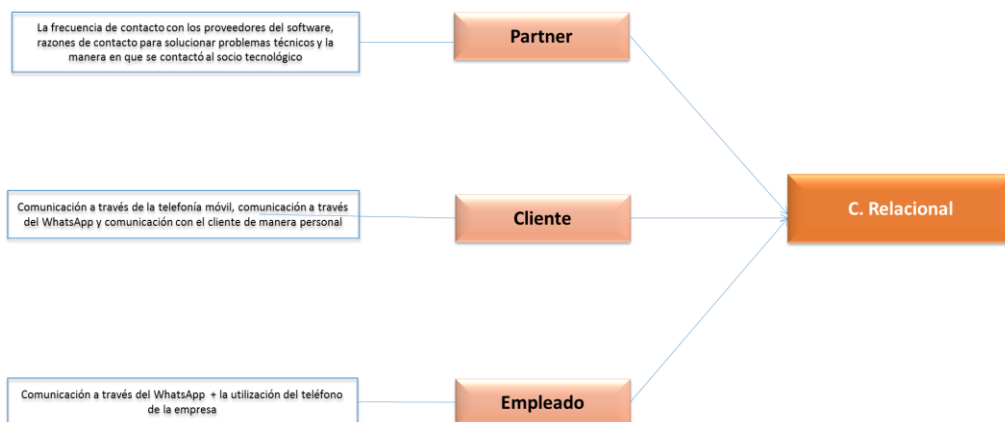 La frecuencia de contacto con los proveedores del software,
razones de contacto para solucionar problemas técnicos y la
manera en que se contactó al socio tecnológico
Partner
Comunicación a través de la telefonía móvil, comunicación a través
del WhatsApp y comunicación con el cliente de manera personal
Cliente
C. Relacional
Comunicación a través del WhatsApp + la utilización del teléfono
de la empresa
Empleado